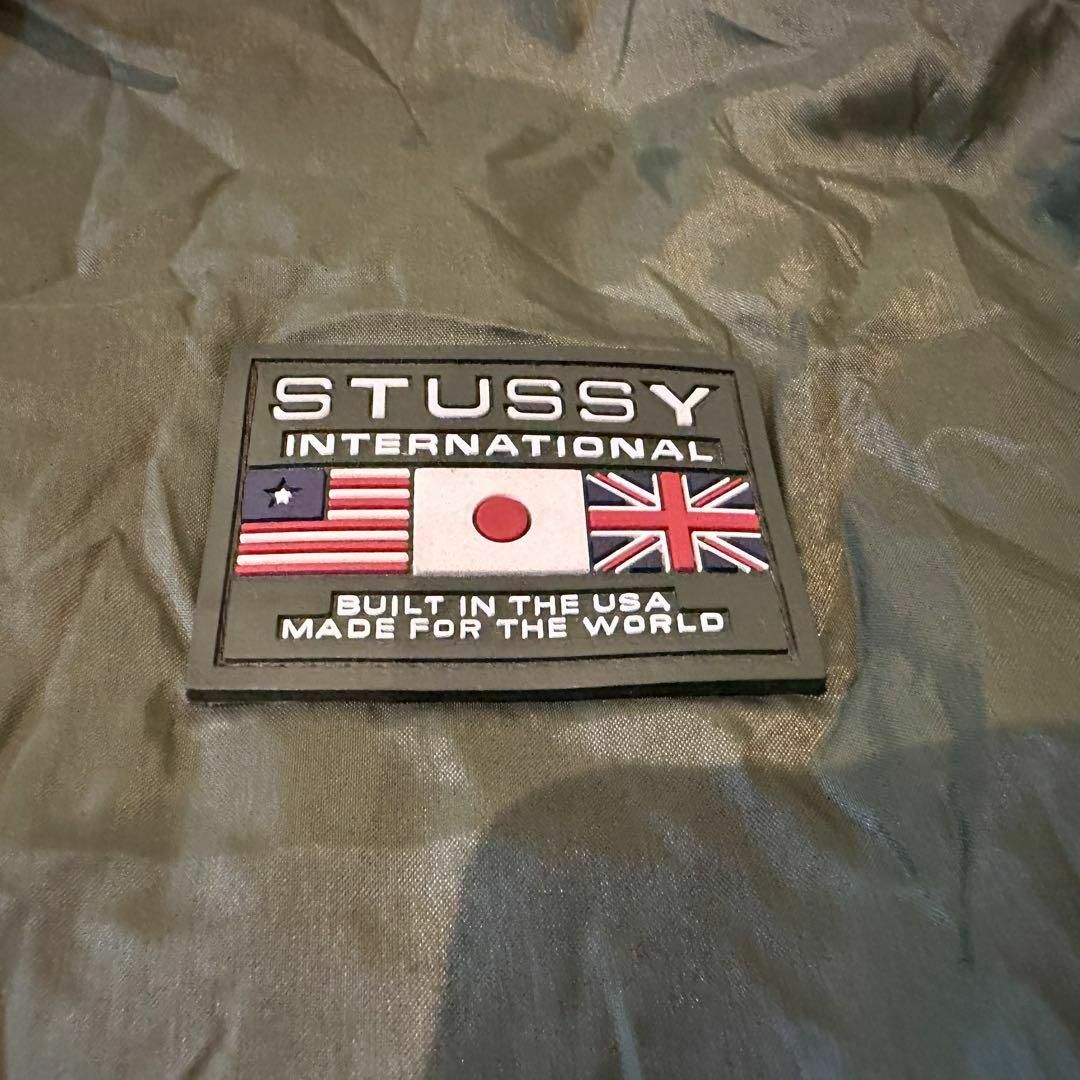 STUSSY
INTERNATIONAL
BUILT IN THE USA
MADE FOR THE WORLD